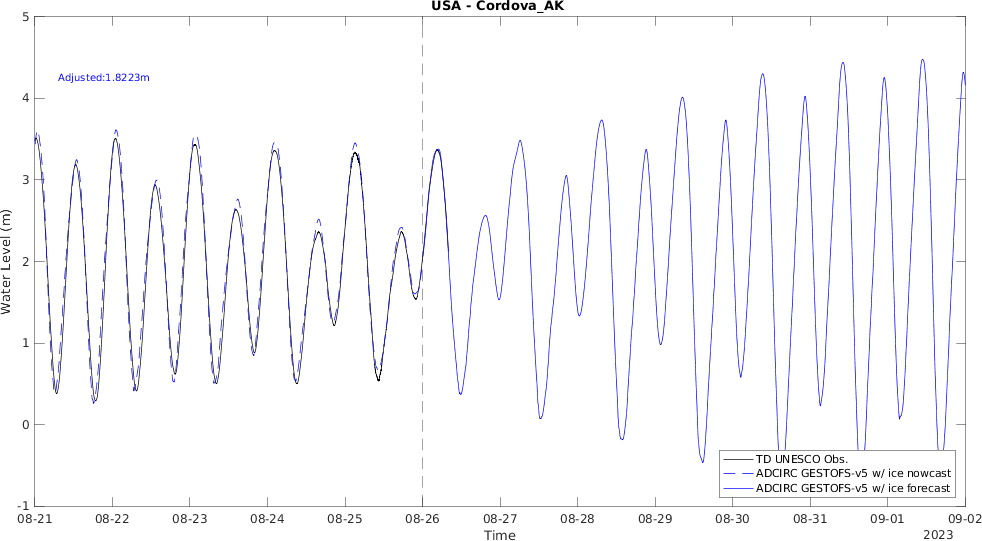 USA - Cordova_AK
Adjusted:1.8223m
Water Level (m)
5
4
3
2
1
0
-1
TD UNESCO Obs.
ADCIRC GESTOFS-v5 w/ ice nowcast
ADCIRC GESTOFS-v5 w/ ice forecast
08-21 08-22 08-23 08-24 08-25 08-26 08-27 08-28 08-29 08-30 08-31 09-01 09-02
Time
2023